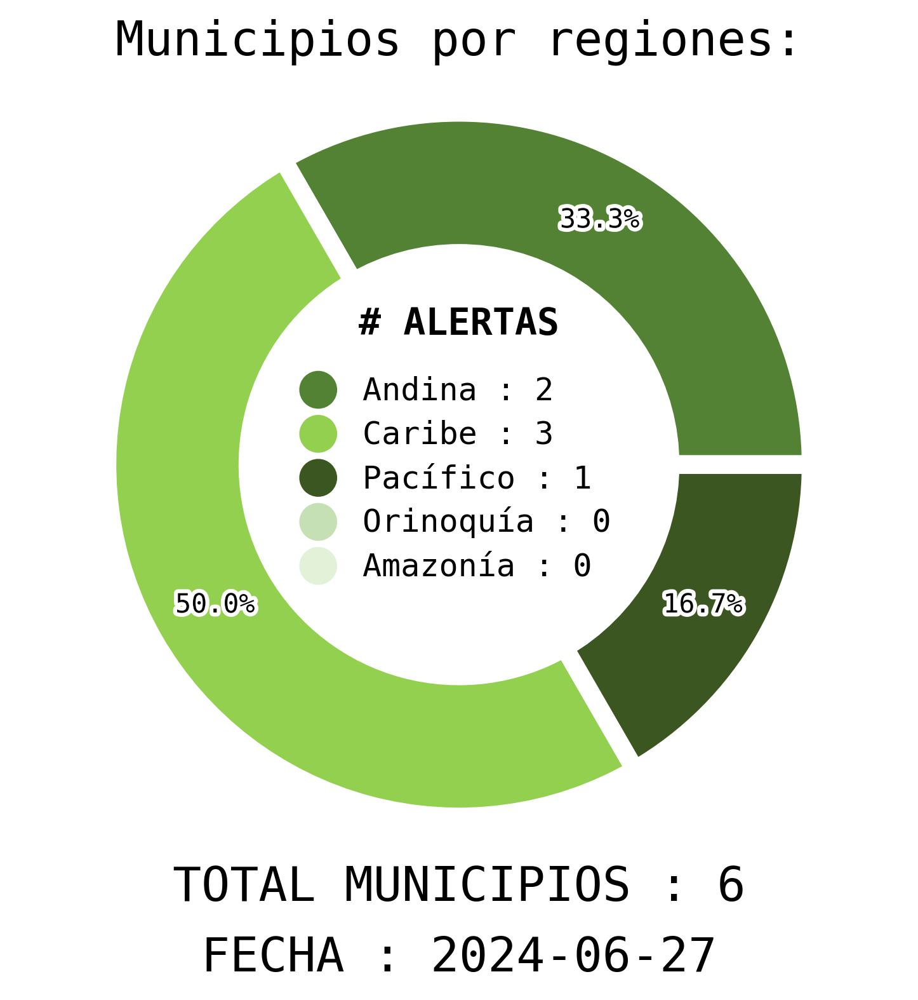 Municipios por regiones:
33.3%
# ALERTAS
Andina : 2
Caribe : 3
Pacífico : 1
Orinoquía : 0
Amazonía : 0
50.0%
16.7%
TOTAL MUNICIPIOS : 6
FECHA : 2024-06-27